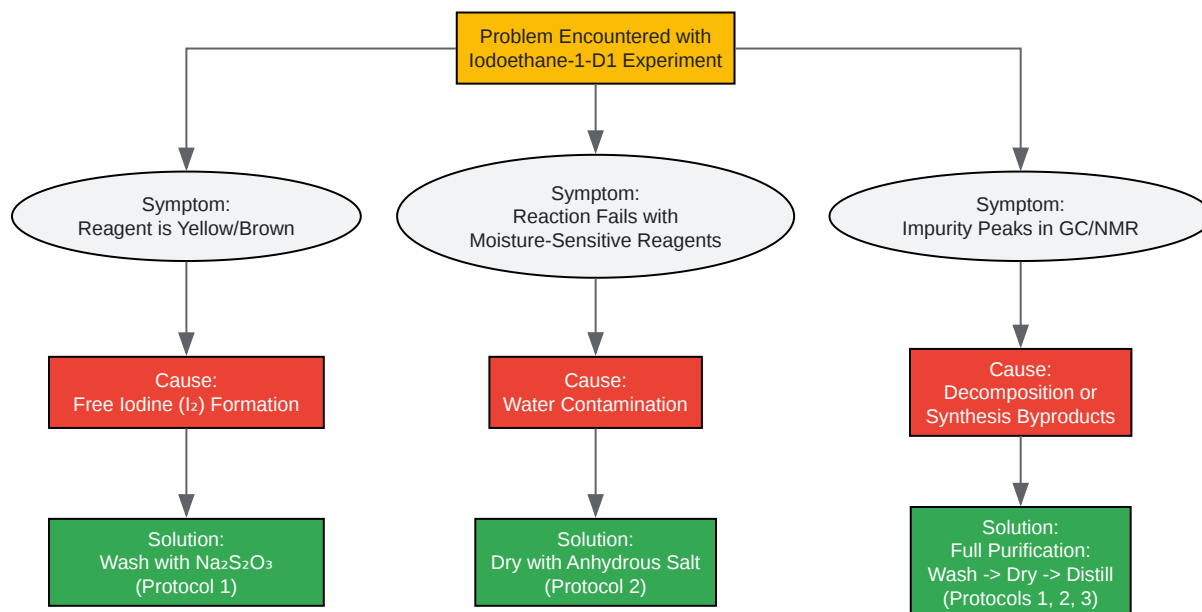 Problem Encountered with
Iodoethane-1-D1 Experiment
Symptom:
Reagent is Yellow/Brown
Symptom:
Reaction Fails with
Moisture-Sensitive Reagents
Symptom:
Impurity Peaks in GC/NMR
Cause:
Free Iodine (I₂) Formation
Cause:
Water Contamination
Cause:
Decomposition or
Synthesis Byproducts
Solution:
Wash with Na₂S₂O₃
(Protocol 1)
Solution:
Dry with Anhydrous Salt
(Protocol 2)
Solution:
Full Purification:
Wash -> Dry -> Distill
(Protocols 1, 2, 3)